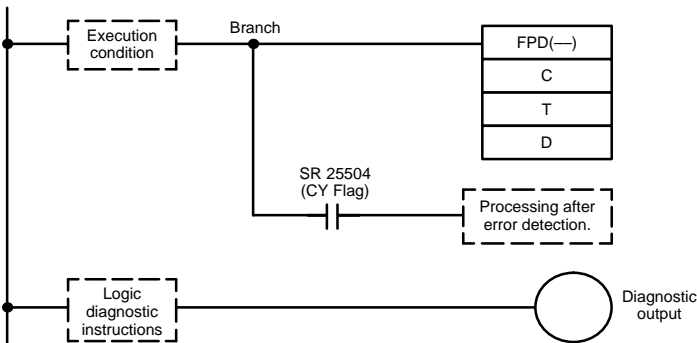 Execution
condition
Branch
FPD(––)
C
T
D
SR 25504
(CY Flag)
Processing after
error detection.
Logic
diagnostic
instructions
Diagnostic
output